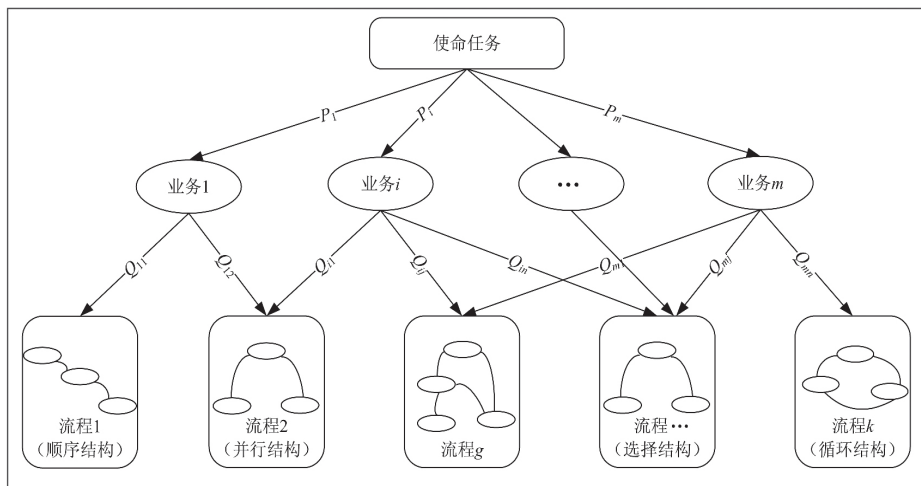 使命任务
P₁
Pᵢ
Pₘ
业务1
业务i
…
业务m
Q₁₁
Q₁₂
Qᵢ₁
Qᵢⱼ
Qᵢₙ
Qₘ₁
Qₘⱼ
Qₘₙ
流程1
（顺序结构）
流程2
（并行结构）
流程g
流程…
（选择结构）
流程k
（循环结构）